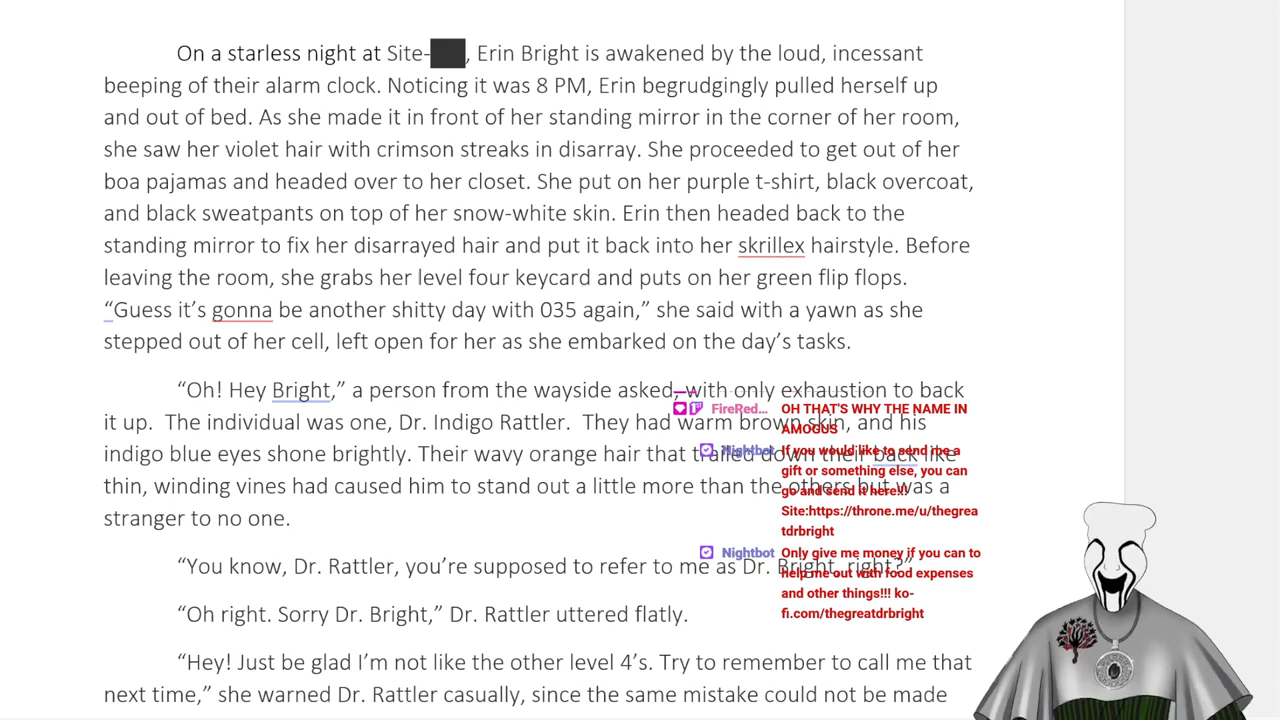 On a starless night at Site-, Erin Bright is awakened by the loud, incessant
beeping of their alarm clock. Noticing it was 8 PM, Erin begrudgingly pulled herself up
and out of bed. As she made it in front of her standing mirror in the corner of her room,
she saw her violet hair with crimson streaks in disarray. She proceeded to get out of her
boa pajamas and headed over to her closet. She put on her purple t-shirt, black overcoat,
and black sweatpants on top of her snow-white skin. Erin then headed back to the
standing mirror to fix her disarrayed hair and put it back into her skrillex hairstyle. Before
leaving the room, she grabs her level four keycard and puts on her green flip flops.
“Guess it’s gonna be another shitty day with 035 again,” she said with a yawn as she
stepped out of her cell, left open for her as she embarked on the day’s tasks.
“Oh! Hey Bright,” a person from the wayside asked, with only exhaustion to back
it up. The individual was one, Dr. Indigo Rattler. They had warm brown skin, and his
indigo blue eyes shone brightly. Their wavy orange hair that trailed down their back like
thin, winding vines had caused him to stand out a little more than the others but was a
stranger to no one.
“You know, Dr. Rattler, you’re supposed to refer to me as Dr. Bright, right?”
“Oh right. Sorry Dr. Bright,” Dr. Rattler uttered flatly.
“Hey! Just be glad I’m not like the other level 4’s. Try to remember to call me that
next time,” she warned Dr. Rattler casually, since the same mistake could not be made
FireRed... OH THAT'S WHY THE NAME IN
AMOGUS
Nightbot If you would like to send me a
gift or something else, you can
go and send it here!!!
Site:https://throne.me/u/thegrea
tdrbright
Nightbot Only give me money if you can to
help me out with food expenses
and other things!!! ko-
fi.com/thegreatdrbright